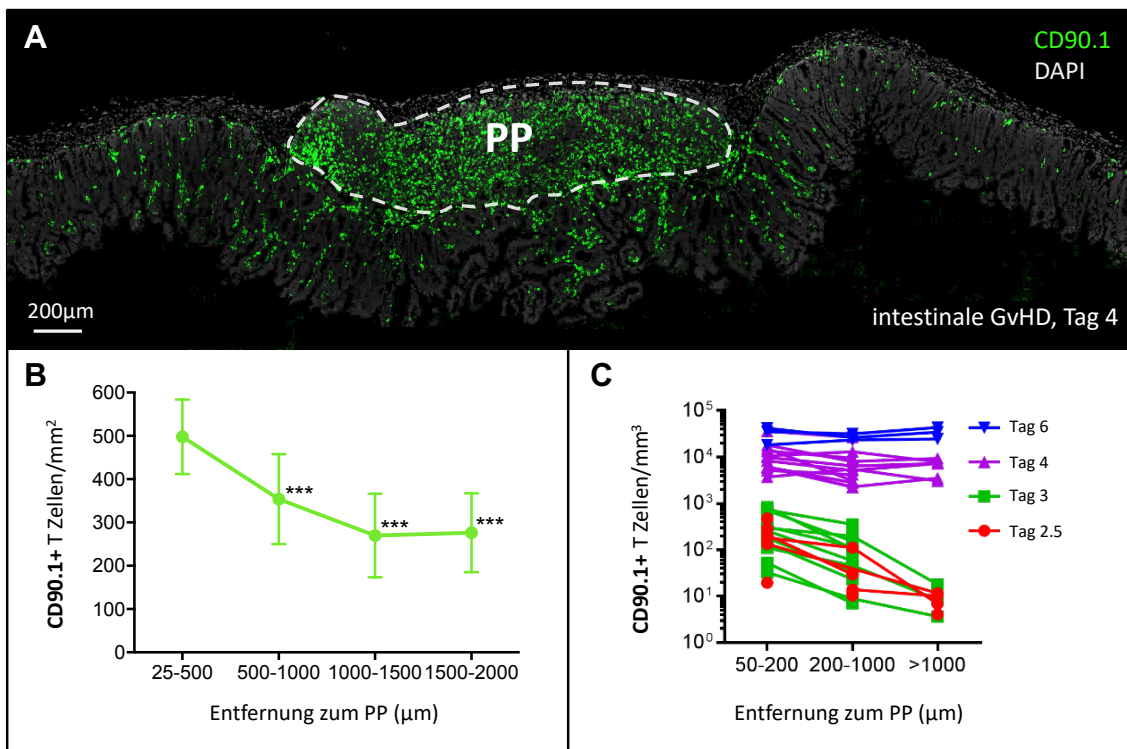 A
CD90.1
DAPI
PP
200µm
intestinale GvHD, Tag 4
B
CD90.1+ T Zellen/mm²
600
500
400
300
200
100
0
***
***
***
25-500 500-1000 1000-1500 1500-2000
Entfernung zum PP (µm)
C
CD90.1+ T Zellen/mm³
10⁵
10⁴
10³
10²
10¹
10⁰
50-200 200-1000 >1000
Entfernung zum PP (µm)
Tag 6
Tag 4
Tag 3
Tag 2.5